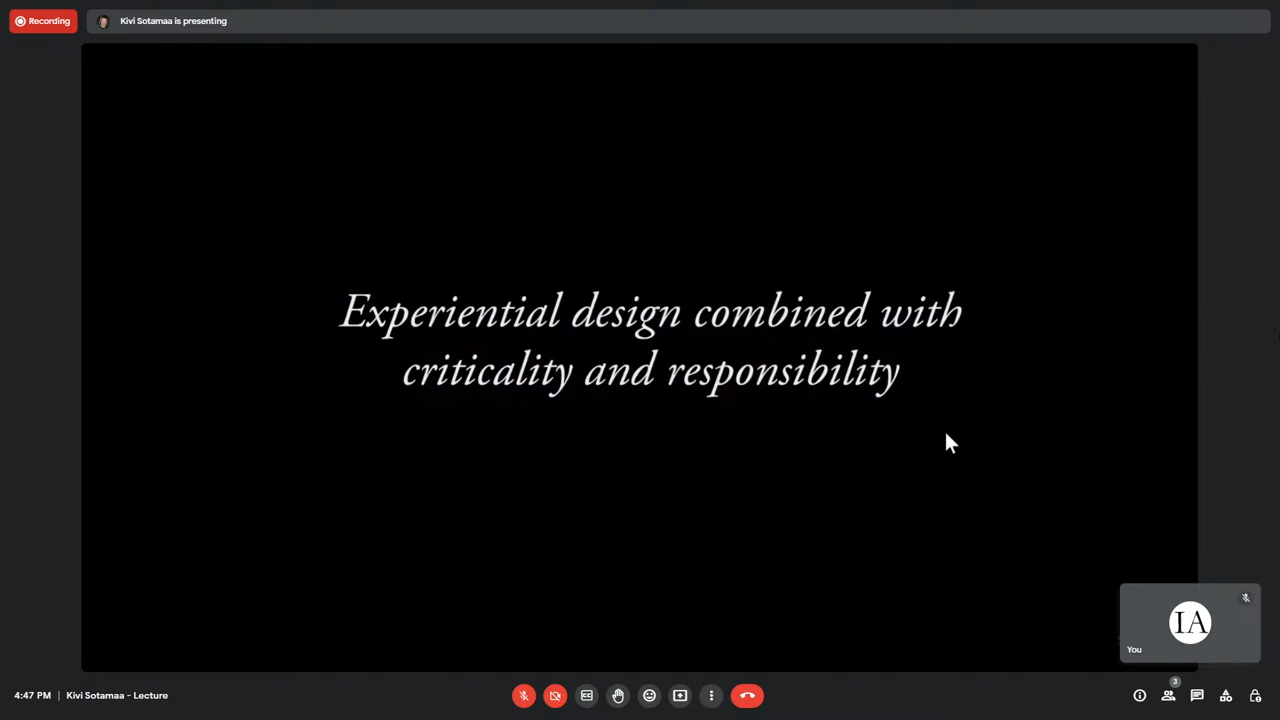 Recording
Kivi Sotamaa is presenting
Experiential design combined with
criticality and responsibility
IA
You
3
4:47 PM | Kivi Sotamaa - Lecture